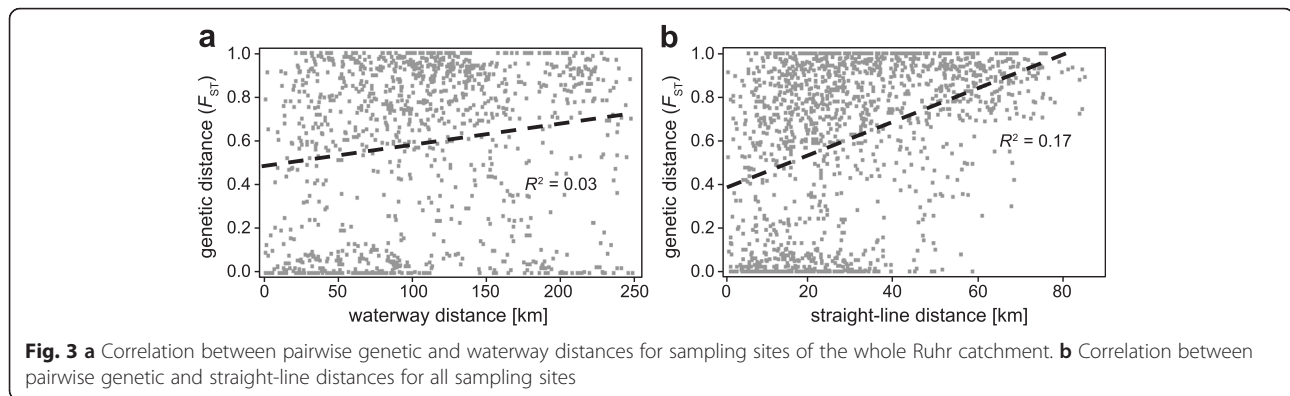 a
b
1.0
0.8
0.6
0.4
0.2
0.0
genetic distance (F_ST)
R² = 0.03
0 50 100 150 200 250
waterway distance [km]
1.0
0.8
0.6
0.4
0.2
0.0
genetic distance (F_ST)
R² = 0.17
0 20 40 60 80
straight-line distance [km]
Fig. 3 a Correlation between pairwise genetic and waterway distances for sampling sites of the whole Ruhr catchment. b Correlation between
pairwise genetic and straight-line distances for all sampling sites